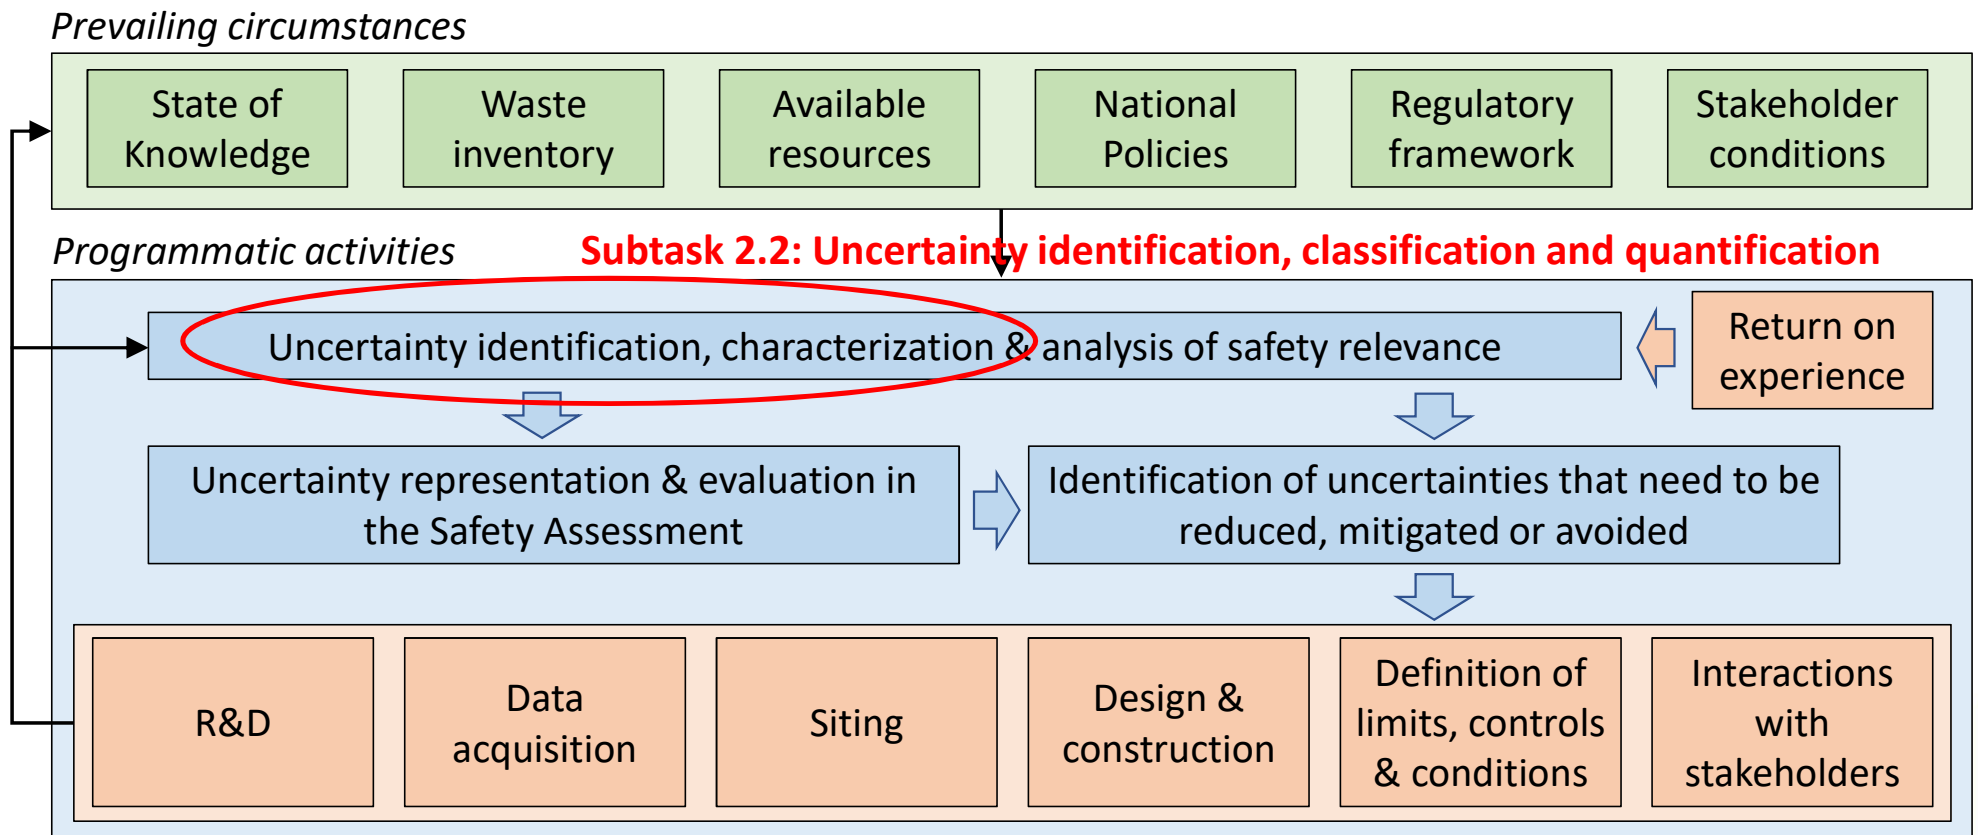 Prevailing circumstances
State of
Knowledge
Waste
inventory
Available
resources
National
Policies
Regulatory
framework
Stakeholder
conditions
Programmatic activities
Subtask 2.2: Uncertainty identification, classification and quantification
Uncertainty identification, characterization & analysis of safety relevance
Return on
experience
Uncertainty representation & evaluation in
the Safety Assessment
Identification of uncertainties that need to be
reduced, mitigated or avoided
R&D
Data
acquisition
Siting
Design &
construction
Definition of
limits, controls
& conditions
Interactions
with
stakeholders